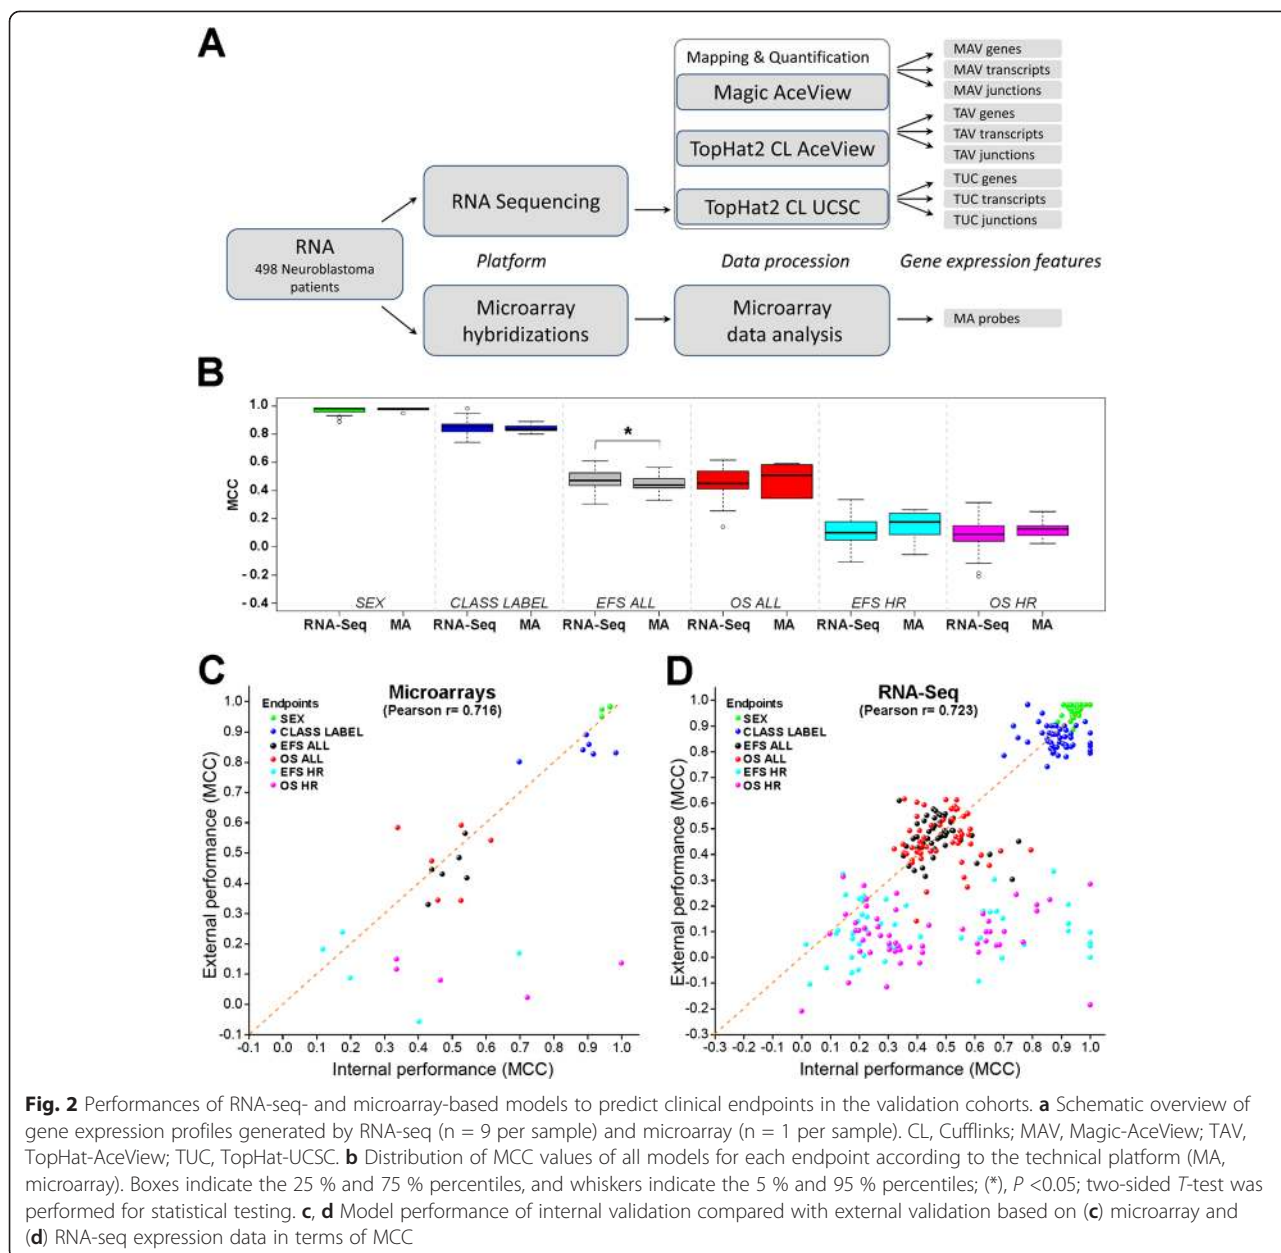 A
RNA
498 Neuroblastoma
patients
RNA Sequencing
Mapping & Quantification
Magic AceView
TopHat2 CL AceView
TopHat2 CL UCSC
MAV genes
MAV transcripts
MAV junctions
TAV genes
TAV transcripts
TAV junctions
TUC genes
TUC transcripts
TUC junctions
Platform
Data procession
Gene expression features
Microarray
hybridizations
Microarray
data analysis
MA probes
B
MCC
1.0
0.8
0.6
0.4
0.2
0.0
- 0.2
- 0.4
*
SEX
CLASS LABEL
EFS ALL
OS ALL
EFS HR
OS HR
RNA-Seq MA RNA-Seq MA RNA-Seq MA RNA-Seq MA RNA-Seq MA RNA-Seq MA
C
Microarrays
(Pearson r= 0.716)
Endpoints
SEX
CLASS LABEL
EFS ALL
OS ALL
EFS HR
OS HR
External performance (MCC)
1.0
0.9
0.8
0.7
0.6
0.5
0.4
0.3
0.2
0.1
0.0
-0.1
-0.1 0.0 0.1 0.2 0.3 0.4 0.5 0.6 0.7 0.8 0.9 1.0
Internal performance (MCC)
D
RNA-Seq
(Pearson r= 0.723)
Endpoints
SEX
CLASS LABEL
EFS ALL
OS ALL
EFS HR
OS HR
External performance (MCC)
1.0
0.9
0.8
0.7
0.6
0.5
0.4
0.3
0.2
0.1
0.0
-0.1
-0.2
-0.3
-0.3 -0.2 -0.1 0.0 0.1 0.2 0.3 0.4 0.5 0.6 0.7 0.8 0.9 1.0
Internal performance (MCC)
Fig. 2 Performances of RNA-seq- and microarray-based models to predict clinical endpoints in the validation cohorts. a Schematic overview of
gene expression profiles generated by RNA-seq (n = 9 per sample) and microarray (n = 1 per sample). CL, Cufflinks; MAV, Magic-AceView; TAV,
TopHat-AceView; TUC, TopHat-UCSC. b Distribution of MCC values of all models for each endpoint according to the technical platform (MA,
microarray). Boxes indicate the 25 % and 75 % percentiles, and whiskers indicate the 5 % and 95 % percentiles; (*), P <0.05; two-sided T-test was
performed for statistical testing. c, d Model performance of internal validation compared with external validation based on (c) microarray and
(d) RNA-seq expression data in terms of MCC